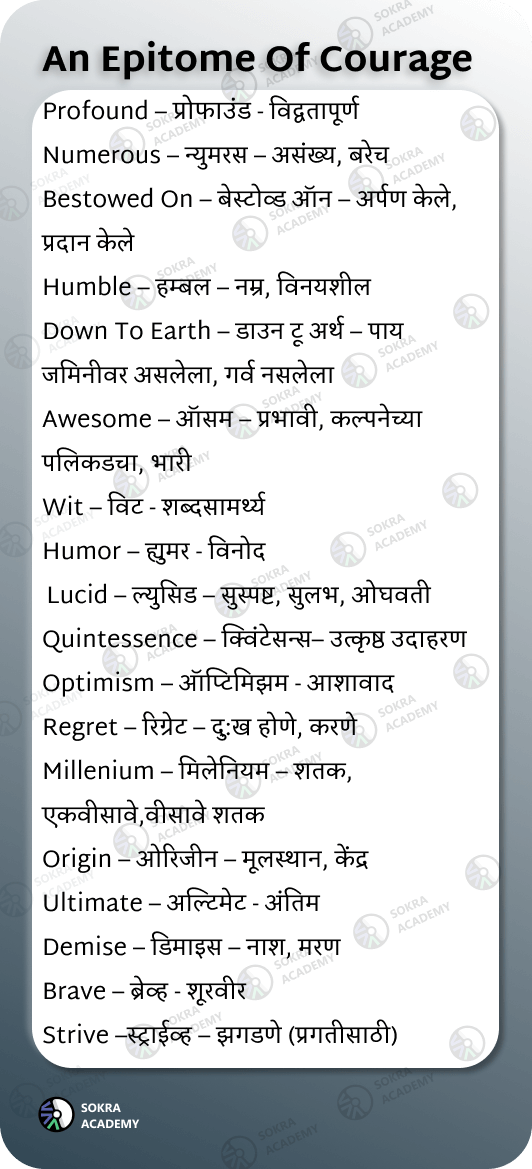 An Epitome Of Courage
Profound – प्रोफाउंड - विद्वतापूर्ण
Numerous – न्युमरस – असंख्य, बरेच
Bestowed On – बेस्टोव्ड ऑन – अर्पण केले,
प्रदान केले
Humble – हम्बल – नम्र, विनयशील
Down To Earth – डाउन टू अर्थ – पाय
जमिनीवर असलेला, गर्व नसलेला
Awesome – ऑसम – प्रभावी, कल्पनेच्या
पलिकडचा, भारी
Wit – विट - शब्दसामर्थ्य
Humor – ह्युमर - विनोद
Lucid – ल्युसिड – सुस्पष्ट, सुलभ, ओघवती
Quintessence – क्विंटेसन्स– उत्कृष्ठ उदाहरण
Optimism – ऑप्टिमिझम - आशावाद
Regret – रिग्रेट – दुःख होणे, करणे
Millenium – मिलेनियम – शतक,
एकवीसावे,वीसावे शतक
Origin – ओरिजीन – मूलस्थान, केंद्र
Ultimate – अल्टिमेट - अंतिम
Demise – डिमाइस – नाश, मरण
Brave – ब्रेव्ह - शूरवीर
Strive –स्ट्राईव्ह – झगडणे (प्रगतीसाठी)
SOKRA
ACADEMY